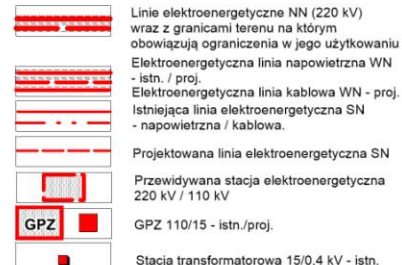 Linie elektroenergetyczne NN (220 kV)
wraz z granicami terenu na którym
obowiązują ograniczenia w jego użytkowaniu
Elektroenergetyczna linia napowietrzna WN
- istn. / proj.
Elektroenergetyczna linia kablowa WN - proj.
Istniejąca linia elektroenergetyczna SN
- napowietrzna / kablowa.
Projektowana linia elektroenergetyczna SN
Przewidywana stacja elektroenergetyczna
220 kV / 110 kV
GPZ
GPZ 110/15 - istn./proj.
Stacja transformatorowa 15/0.4 kV - istn.